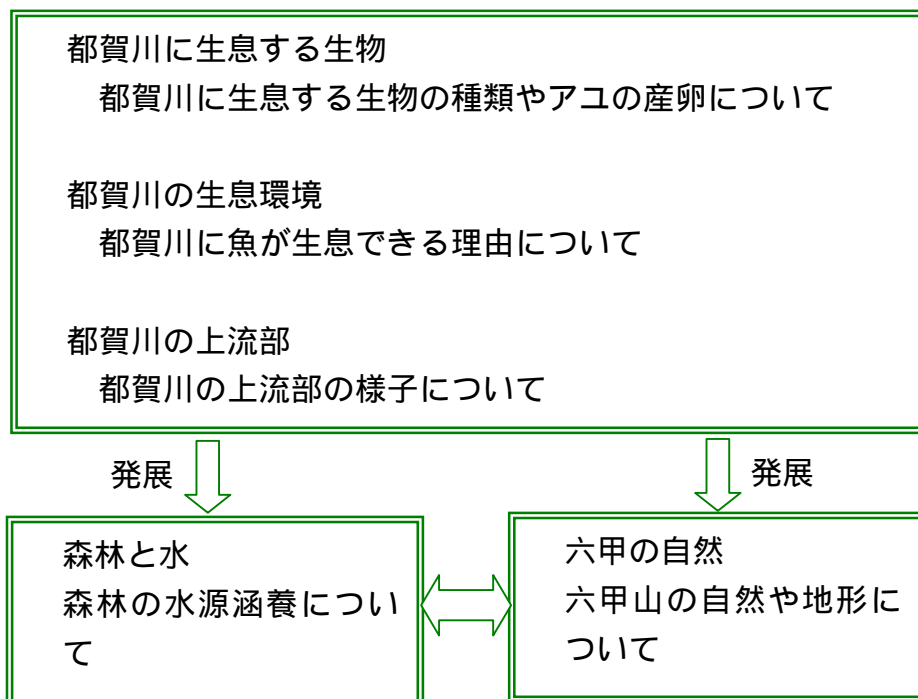 都賀川に生息する生物
都賀川に生息する生物の種類やアユの産卵について
都賀川の生息環境
都賀川に魚が生息できる理由について
都賀川の上流部
都賀川の上流部の様子について
発展
発展
森林と水
森林の水源涵養につい
て
六甲の自然
六甲山の自然や地形に
ついて